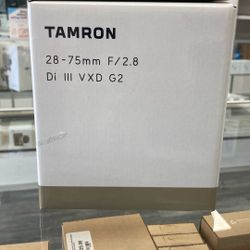 TAMRON
28-75mm F/2.8
Di III VXD G2